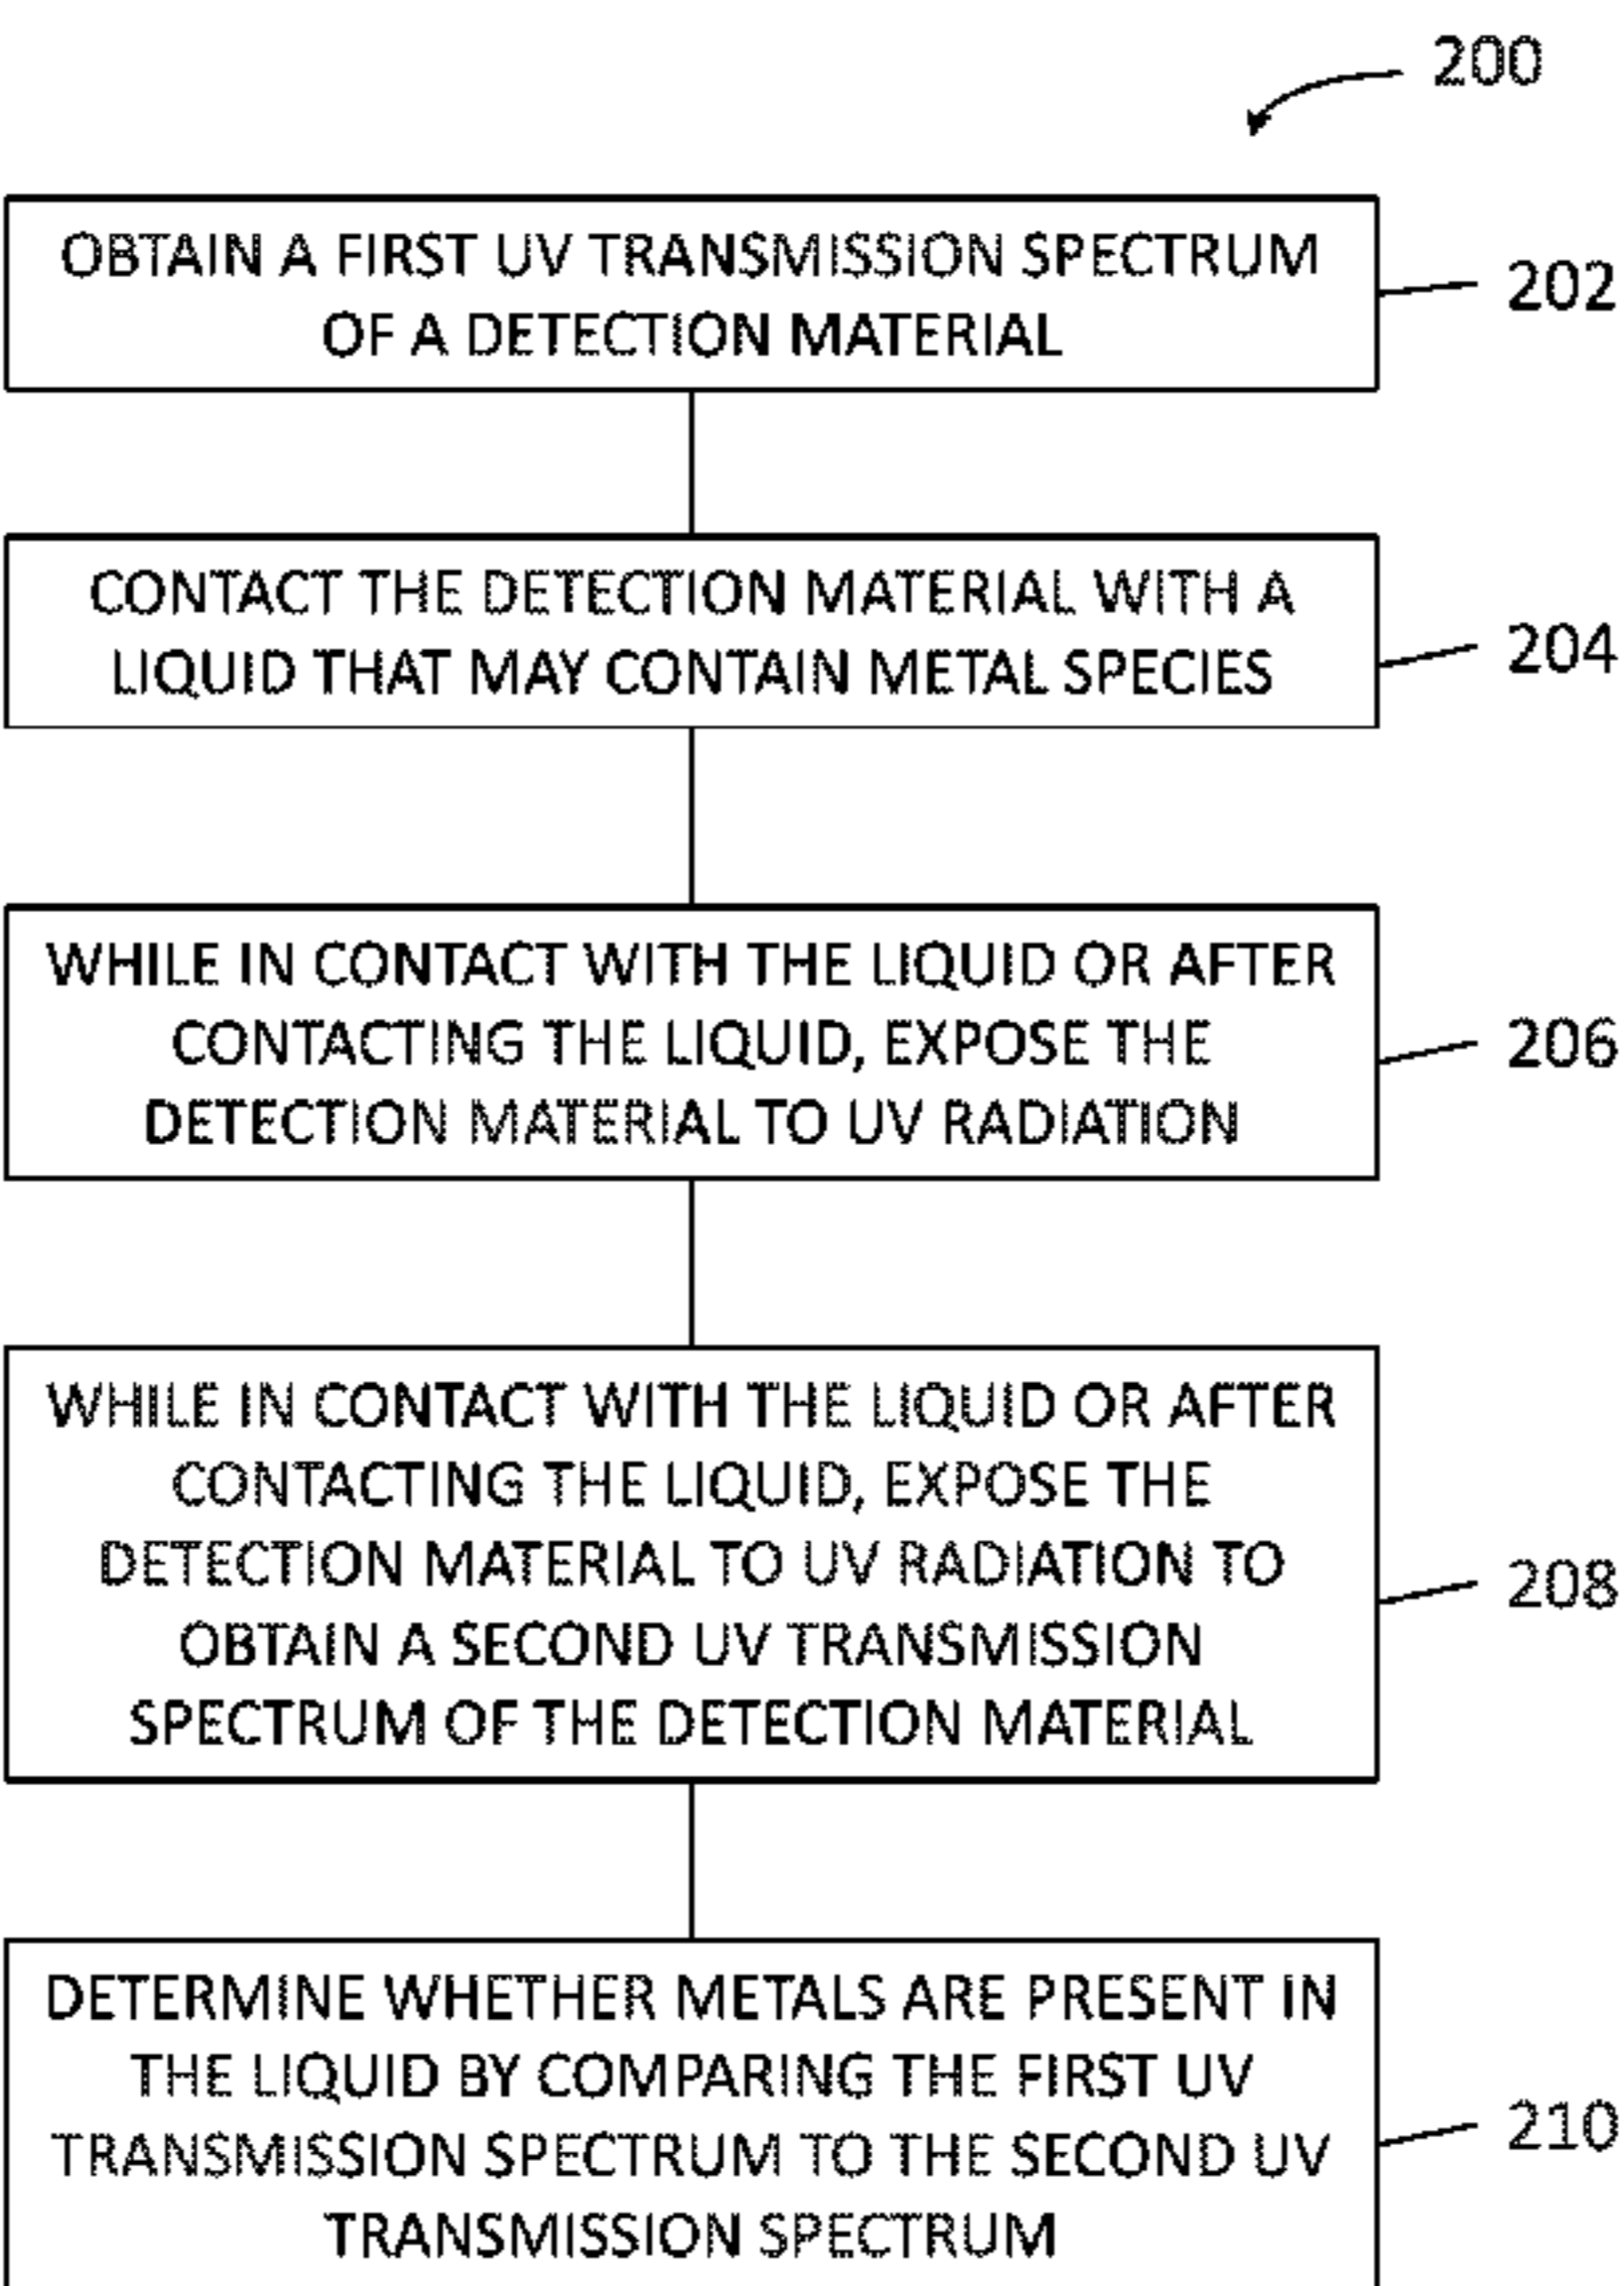 200
OBTAIN A FIRST UV TRANSMISSION SPECTRUM
OF A DETECTION MATERIAL
202
CONTACT THE DETECTION MATERIAL WITH A
LIQUID THAT MAY CONTAIN METAL SPECIES
204
WHILE IN CONTACT WITH THE LIQUID OR AFTER
CONTACTING THE LIQUID, EXPOSE THE
DETECTION MATERIAL TO UV RADIATION
206
WHILE IN CONTACT WITH THE LIQUID OR AFTER
CONTACTING THE LIQUID, EXPOSE THE
DETECTION MATERIAL TO UV RADIATION TO
OBTAIN A SECOND UV TRANSMISSION
SPECTRUM OF THE DETECTION MATERIAL
208
DETERMINE WHETHER METALS ARE PRESENT IN
THE LIQUID BY COMPARING THE FIRST UV
TRANSMISSION SPECTRUM TO THE SECOND UV
TRANSMISSION SPECTRUM
210